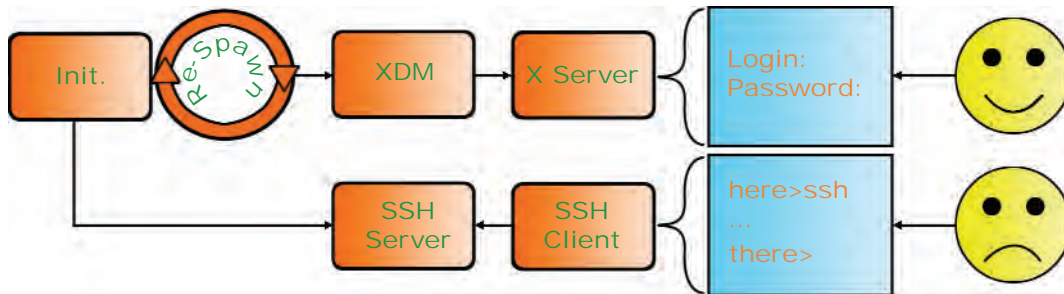 Init.
Re-Spawn
XDM
X Server
Login:
Password:
SSH
Server
SSH
Client
here>ssh
...
there>